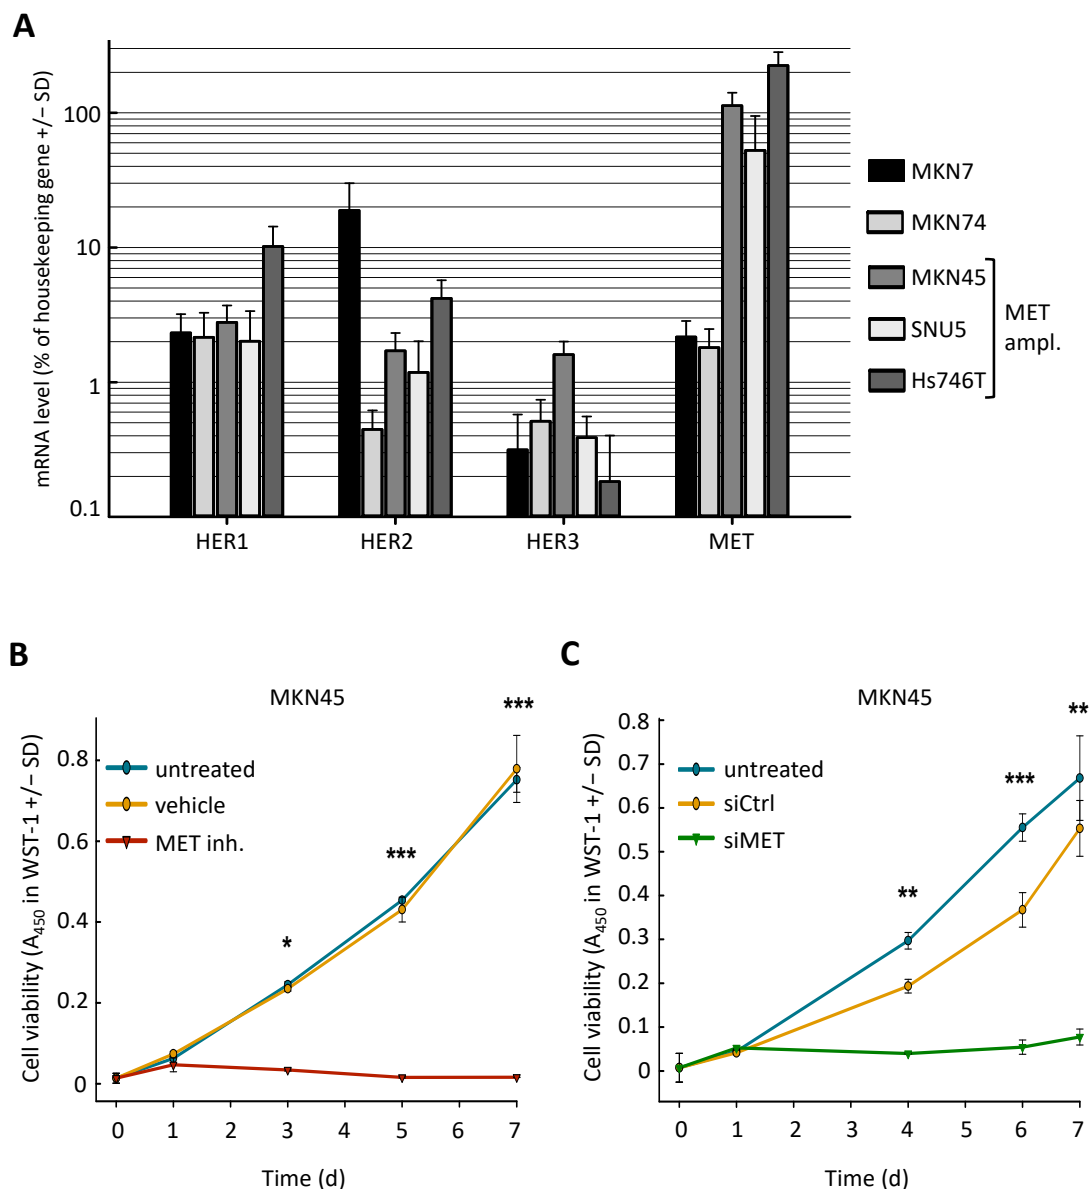 A
mRNA level (% of housekeeping gene +/− SD)
100
10
1
0.1
HER1 HER2 HER3 MET
MKN7
MKN74
MKN45
SNU5
Hs746T
MET
ampl.
B
MKN45
Cell viability (A450 in WST-1 +/− SD)
0.8
0.6
0.4
0.2
0
untreated
vehicle
MET inh.
*
***
***
0 1 2 3 4 5 6 7
Time (d)
C
MKN45
Cell viability (A450 in WST-1 +/− SD)
0.8
0.7
0.6
0.5
0.4
0.3
0.2
0.1
0
untreated
siCtrl
siMET
**
***
**
0 1 2 3 4 5 6 7
Time (d)